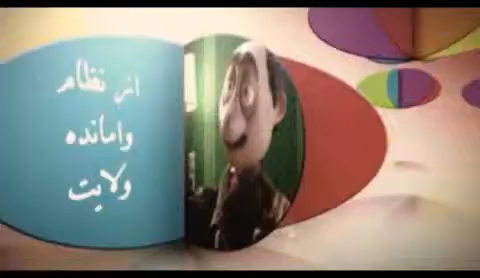 از نظام
وامانده
ولایت